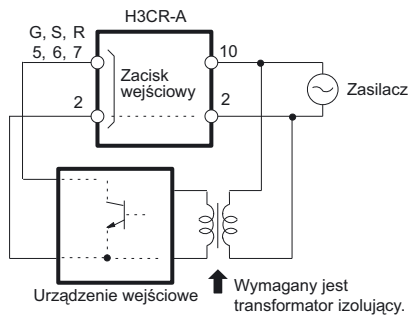 H3CR-A
G, S, R
5, 6, 7
10
Zacisk
wejściowy
Zasilacz
2
2
Urządzenie wejściowe
Wymagany jest
transformator izolujący.